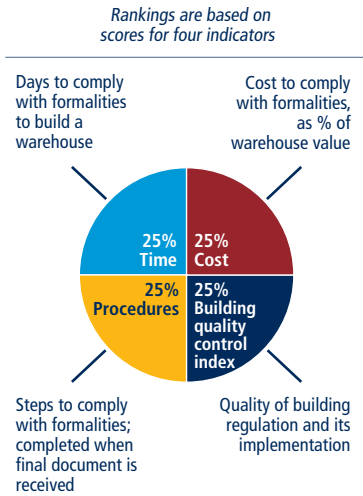 Rankings are based on
scores for four indicators
Days to comply
with formalities
to build a
warehouse
Cost to comply
with formalities,
as % of
warehouse value
25%
Time
25%
Cost
25%
Procedures
25%
Building
quality
control
index
Steps to comply
with formalities;
completed when
final document is
received
Quality of building
regulation and its
implementation